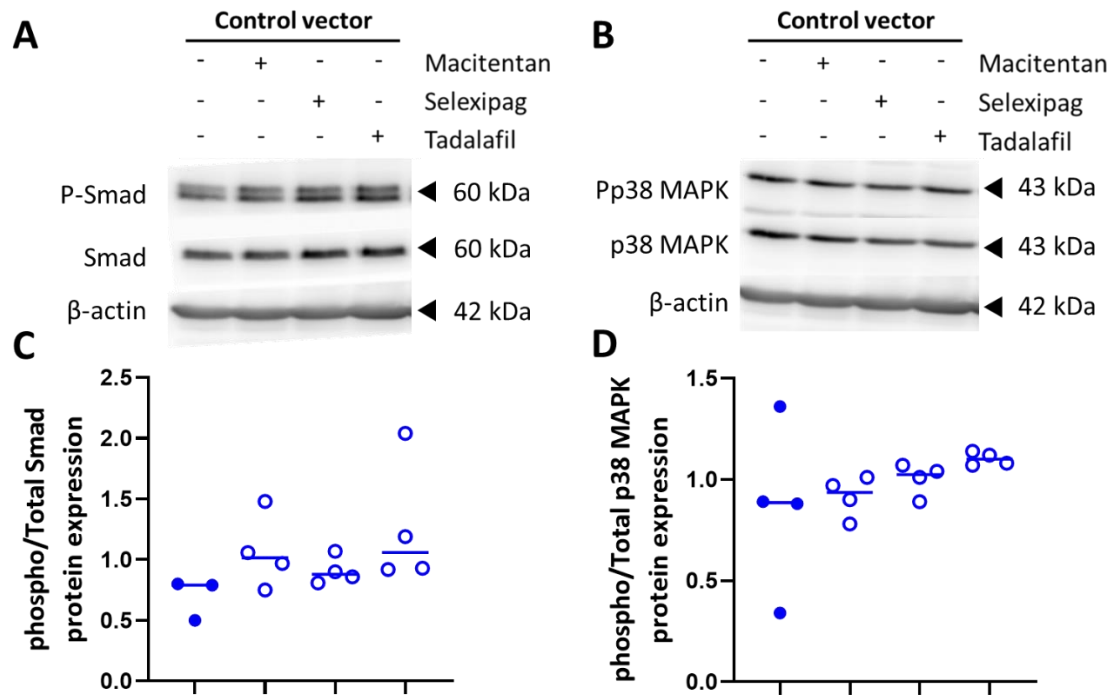 A
Control vector
- + - - Macitentan
- - + - Selexipag
- - - + Tadalafil
P-Smad 60 kDa
Smad 60 kDa
β-actin 42 kDa
B
Control vector
- + - - Macitentan
- - + - Selexipag
- - - + Tadalafil
Pp38 MAPK 43 kDa
p38 MAPK 43 kDa
β-actin 42 kDa
C
phospho/Total Smad
protein expression
2.5
2.0
1.5
1.0
0.5
0.0
D
phospho/Total p38 MAPK
protein expression
1.5
1.0
0.5
0.0